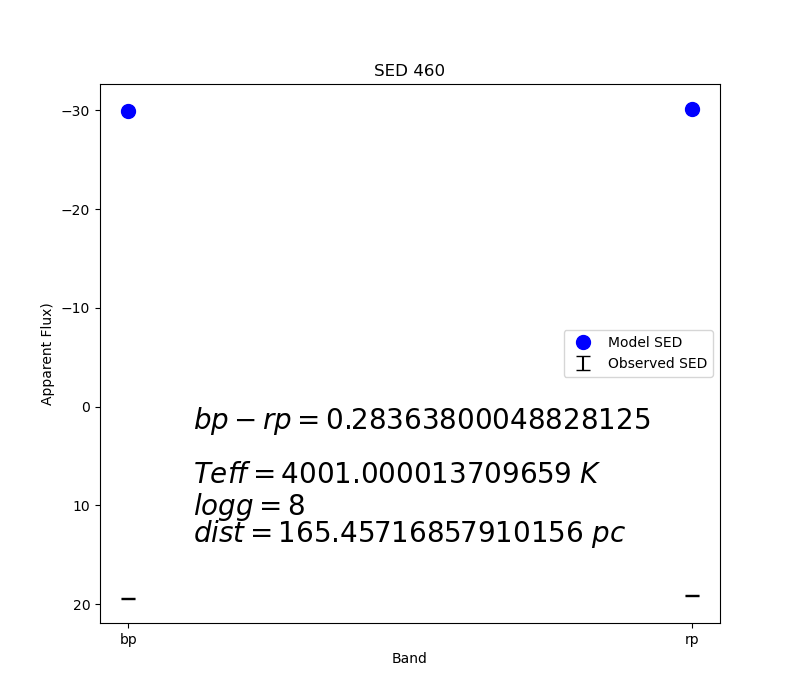 SED 460
−30
−20
−10
0
10
20
Apparent Flux)
Model SED
Observed SED
bp − rp = 0.28363800048828125
Teff = 4001.000013709659 K
logg = 8
dist = 165.45716857910156 pc
bp
rp
Band